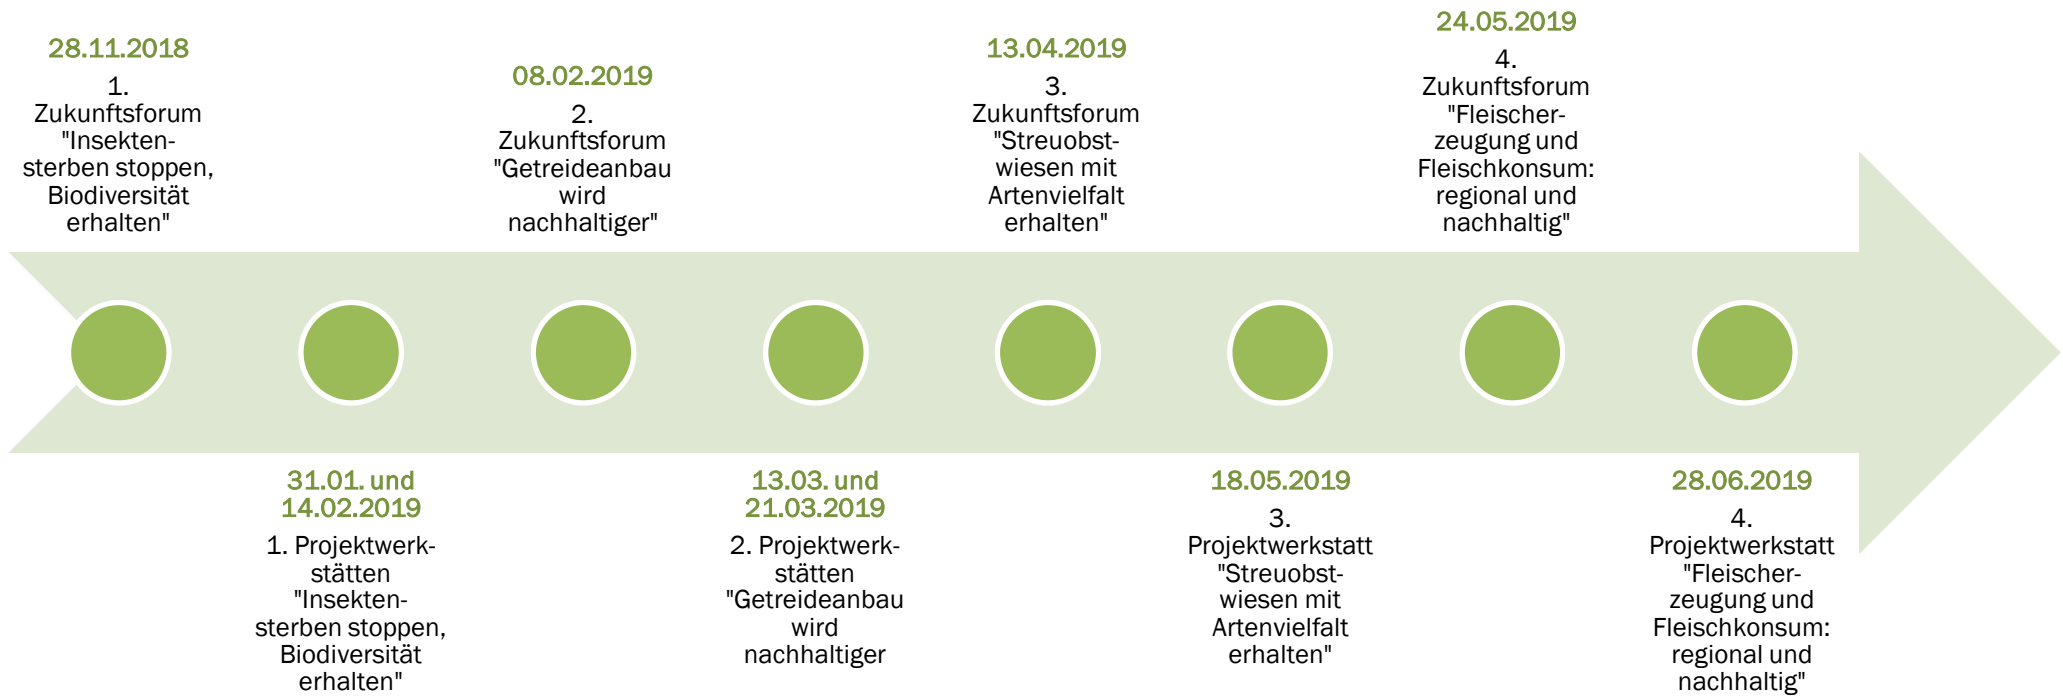 28.11.2018
1.
Zukunftsforum
"Insekten-
sterben stoppen,
Biodiversität
erhalten"
31.01. und
14.02.2019
1. Projektwerk-
stätten
"Insekten-
sterben stoppen,
Biodiversität
erhalten"
08.02.2019
2.
Zukunftsforum
"Getreideanbau
wird
nachhaltiger"
13.03. und
21.03.2019
2. Projektwerk-
stätten
"Getreideanbau
wird
nachhaltiger
13.04.2019
3.
Zukunftsforum
"Streuobst-
wiesen mit
Artenvielfalt
erhalten"
18.05.2019
3.
Projektwerkstatt
"Streuobst-
wiesen mit
Artenvielfalt
erhalten"
24.05.2019
4.
Zukunftsforum
"Fleischer-
zeugung und
Fleischkonsum:
regional und
nachhaltig"
28.06.2019
4.
Projektwerkstatt
"Fleischer-
zeugung und
Fleischkonsum:
regional und
nachhaltig"